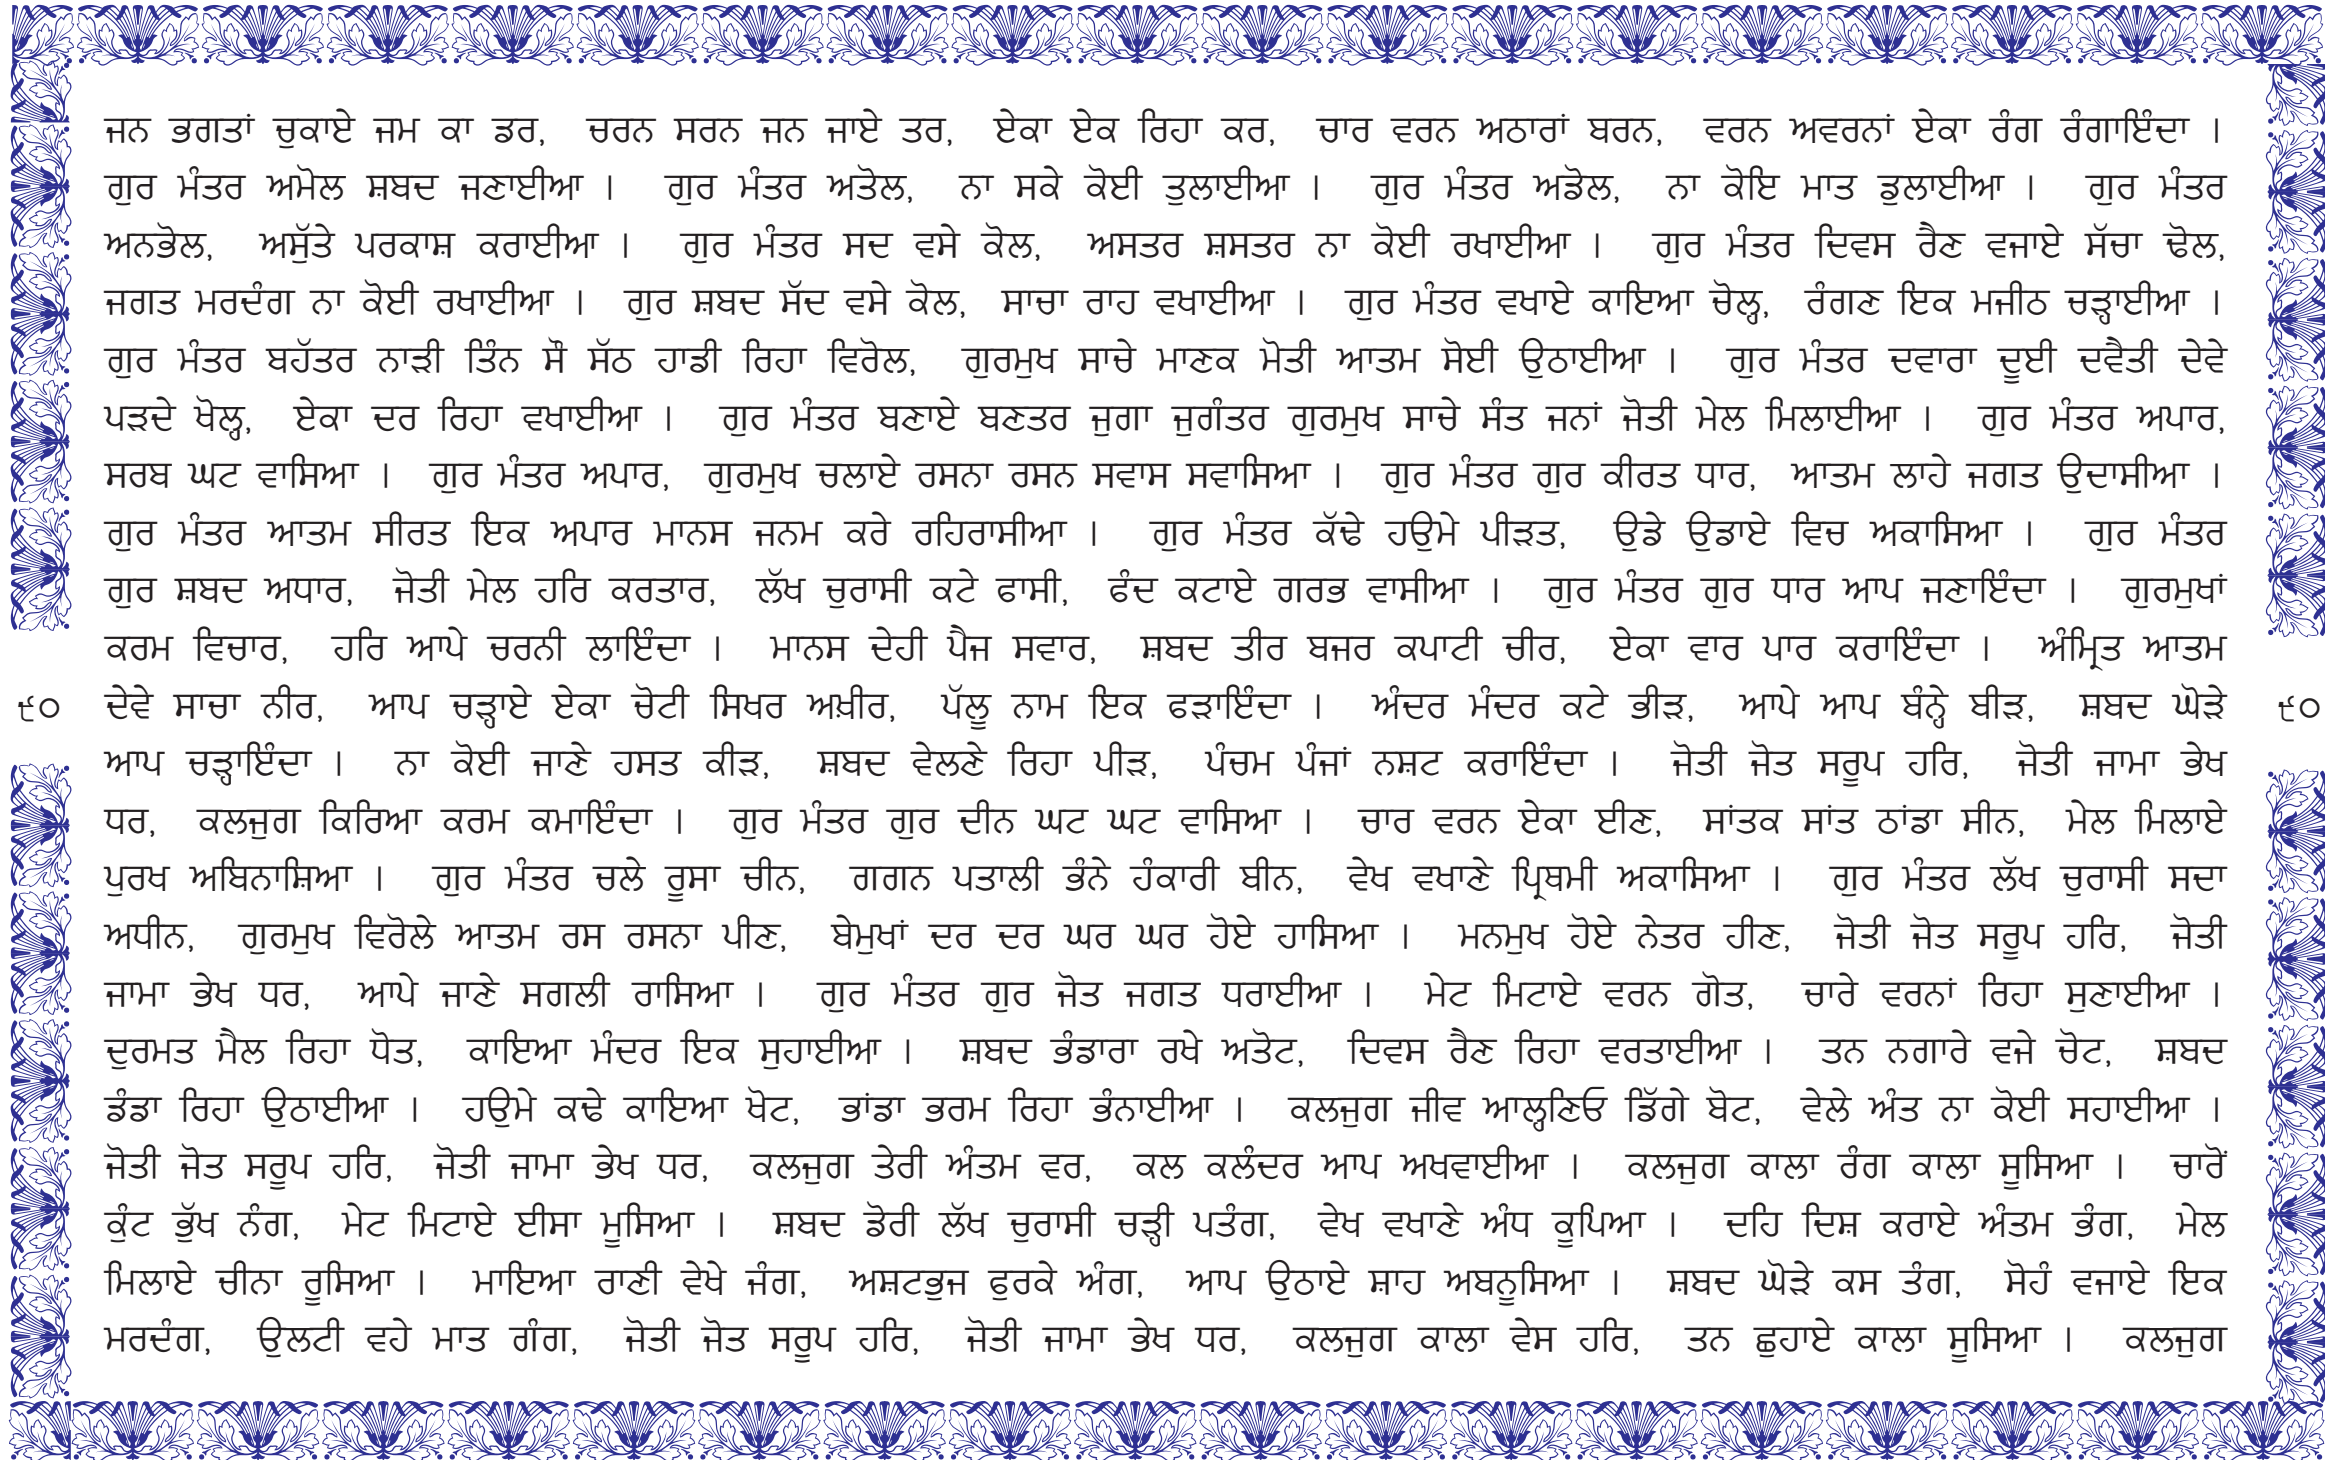 ਜਨ ਭਗਤਾਂ ਚੁਕਾਏ ਜਮ ਕਾ ਡਰ, ਚਰਨ ਸਰਨ ਜਨ ਜਾਏ ਤਰ, ਏਕਾ ਏਕ ਰਿਹਾ ਕਰ, ਚਾਰ ਵਰਨ ਅਠਾਰਾਂ ਬਰਨ, ਵਰਨ ਅਵਰਨਾਂ ਏਕਾ ਰੰਗ ਰੰਗਾਇੰਦਾ ।
ਗੁਰ ਮੰਤਰ ਅਮੋਲ ਸ਼ਬਦ ਜਣਾਈਆ । ਗੁਰ ਮੰਤਰ ਅਤੋਲ, ਨਾ ਸਕੇ ਕੋਈ ਤੁਲਾਈਆ । ਗੁਰ ਮੰਤਰ ਅਡੋਲ, ਨਾ ਕੋਇ ਮਾਤ ਡੁਲਾਈਆ । ਗੁਰ ਮੰਤਰ
ਅਨਭੋਲ, ਅਸੁੱਤੇ ਪਰਕਾਸ਼ ਕਰਾਈਆ । ਗੁਰ ਮੰਤਰ ਸਦ ਵਸੇ ਕੋਲ, ਅਸਤਰ ਸ਼ਸਤਰ ਨਾ ਕੋਈ ਰਖਾਈਆ । ਗੁਰ ਮੰਤਰ ਦਿਵਸ ਰੈਣ ਵਜਾਏ ਸੱਚਾ ਢੋਲ,
ਜਗਤ ਮਰਦੰਗ ਨਾ ਕੋਈ ਰਖਾਈਆ । ਗੁਰ ਸ਼ਬਦ ਸੱਦ ਵਸੇ ਕੋਲ, ਸਾਚਾ ਰਾਹ ਵਖਾਈਆ । ਗੁਰ ਮੰਤਰ ਵਖਾਏ ਕਾਇਆ ਚੋਲ੍ਹ, ਰੰਗਣ ਇਕ ਮਜੀਠ ਚੜ੍ਹਾਈਆ ।
ਗੁਰ ਮੰਤਰ ਬਹੱਤਰ ਨਾੜੀ ਤਿੰਨ ਸੌ ਸੱਠ ਹਾਡੀ ਰਿਹਾ ਵਿਰੋਲ, ਗੁਰਮੁਖ ਸਾਚੇ ਮਾਣਕ ਮੋਤੀ ਆਤਮ ਸੋਈ ਉਠਾਈਆ । ਗੁਰ ਮੰਤਰ ਦਵਾਰਾ ਦੂਈ ਦਵੈਤੀ ਦੇਵੇ
ਪੜਦੇ ਖੋਲ੍ਹ, ਏਕਾ ਦਰ ਰਿਹਾ ਵਖਾਈਆ । ਗੁਰ ਮੰਤਰ ਬਣਾਏ ਬਣਤਰ ਜੁਗਾ ਜੁਗੰਤਰ ਗੁਰਮੁਖ ਸਾਚੇ ਸੰਤ ਜਨਾਂ ਜੋਤੀ ਮੇਲ ਮਿਲਾਈਆ । ਗੁਰ ਮੰਤਰ ਅਪਾਰ,
ਸਰਬ ਘਟ ਵਾਸਿਆ । ਗੁਰ ਮੰਤਰ ਅਪਾਰ, ਗੁਰਮੁਖ ਚਲਾਏ ਰਸਨਾ ਰਸਨ ਸਵਾਸ ਸਵਾਸਿਆ । ਗੁਰ ਮੰਤਰ ਗੁਰ ਕੀਰਤ ਧਾਰ, ਆਤਮ ਲਾਹੇ ਜਗਤ ਉਦਾਸੀਆ ।
ਗੁਰ ਮੰਤਰ ਆਤਮ ਸੀਰਤ ਇਕ ਅਪਾਰ ਮਾਨਸ ਜਨਮ ਕਰੇ ਰਹਿਰਾਸੀਆ । ਗੁਰ ਮੰਤਰ ਕੱਢੇ ਹਉਮੇ ਪੀੜਤ, ਉਡੇ ਉਡਾਏ ਵਿਚ ਅਕਾਸਿਆ । ਗੁਰ ਮੰਤਰ
ਗੁਰ ਸ਼ਬਦ ਅਧਾਰ, ਜੋਤੀ ਮੇਲ ਹਰਿ ਕਰਤਾਰ, ਲੱਖ ਚੁਰਾਸੀ ਕਟੇ ਫਾਸੀ, ਫੰਦ ਕਟਾਏ ਗਰਭ ਵਾਸੀਆ । ਗੁਰ ਮੰਤਰ ਗੁਰ ਧਾਰ ਆਪ ਜਣਾਇੰਦਾ । ਗੁਰਮੁਖਾਂ
ਕਰਮ ਵਿਚਾਰ, ਹਰਿ ਆਪੇ ਚਰਨੀ ਲਾਇੰਦਾ । ਮਾਨਸ ਦੇਹੀ ਪੈਜ ਸਵਾਰ, ਸ਼ਬਦ ਤੀਰ ਬਜਰ ਕਪਾਟੀ ਚੀਰ, ਏਕਾ ਵਾਰ ਪਾਰ ਕਰਾਇੰਦਾ । ਅੰਮ੍ਰਿਤ ਆਤਮ
੯੦ ਦੇਵੇ ਸਾਚਾ ਨੀਰ, ਆਪ ਚੜ੍ਹਾਏ ਏਕਾ ਚੋਟੀ ਸਿਖਰ ਅਖ਼ੀਰ, ਪੱਲੂ ਨਾਮ ਇਕ ਫੜਾਇੰਦਾ । ਅੰਦਰ ਮੰਦਰ ਕਟੇ ਭੀੜ, ਆਪੇ ਆਪ ਬੰਨ੍ਹੇ ਬੀੜ, ਸ਼ਬਦ ਘੋੜੇ ੯੦
ਆਪ ਚੜ੍ਹਾਇੰਦਾ । ਨਾ ਕੋਈ ਜਾਣੇ ਹਸਤ ਕੀੜ, ਸ਼ਬਦ ਵੇਲਣੇ ਰਿਹਾ ਪੀੜ, ਪੰਚਮ ਪੰਜਾਂ ਨਸ਼ਟ ਕਰਾਇੰਦਾ । ਜੋਤੀ ਜੋਤ ਸਰੂਪ ਹਰਿ, ਜੋਤੀ ਜਾਮਾ ਭੇਖ
ਧਰ, ਕਲਜੁਗ ਕਿਰਿਆ ਕਰਮ ਕਮਾਇੰਦਾ । ਗੁਰ ਮੰਤਰ ਗੁਰ ਦੀਨ ਘਟ ਘਟ ਵਾਸਿਆ । ਚਾਰ ਵਰਨ ਏਕਾ ਈਣ, ਸਾਂਤਕ ਸਾਂਤ ਠਾਂਡਾ ਸੀਨ, ਮੇਲ ਮਿਲਾਏ
ਪੁਰਖ ਅਬਿਨਾਸ਼ਿਆ । ਗੁਰ ਮੰਤਰ ਚਲੇ ਰੂਸਾ ਚੀਨ, ਗਗਨ ਪਤਾਲੀ ਭੰਨੇ ਹੰਕਾਰੀ ਬੀਨ, ਵੇਖ ਵਖਾਣੇ ਪ੍ਰਿਥਮੀ ਅਕਾਸਿਆ । ਗੁਰ ਮੰਤਰ ਲੱਖ ਚੁਰਾਸੀ ਸਦਾ
ਅਧੀਨ, ਗੁਰਮੁਖ ਵਿਰੋਲੇ ਆਤਮ ਰਸ ਰਸਨਾ ਪੀਣ, ਬੇਮੁਖਾਂ ਦਰ ਦਰ ਘਰ ਘਰ ਹੋਏ ਹਾਸਿਆ । ਮਨਮੁਖ ਹੋਏ ਨੇਤਰ ਹੀਣ, ਜੋਤੀ ਜੋਤ ਸਰੂਪ ਹਰਿ, ਜੋਤੀ
ਜਾਮਾ ਭੇਖ ਧਰ, ਆਪੇ ਜਾਣੇ ਸਗਲੀ ਰਾਸਿਆ । ਗੁਰ ਮੰਤਰ ਗੁਰ ਜੋਤ ਜਗਤ ਧਰਾਈਆ । ਮੇਟ ਮਿਟਾਏ ਵਰਨ ਗੋਤ, ਚਾਰੇ ਵਰਨਾਂ ਰਿਹਾ ਸੁਣਾਈਆ ।
ਦੁਰਮਤ ਮੈਲ ਰਿਹਾ ਧੋਤ, ਕਾਇਆ ਮੰਦਰ ਇਕ ਸੁਹਾਈਆ । ਸ਼ਬਦ ਭੰਡਾਰਾ ਰਖੇ ਅਤੋਟ, ਦਿਵਸ ਰੈਣ ਰਿਹਾ ਵਰਤਾਈਆ । ਤਨ ਨਗਾਰੇ ਵਜੇ ਚੋਟ, ਸ਼ਬਦ
ਡੰਡਾ ਰਿਹਾ ਉਠਾਈਆ । ਹਉਮੇ ਕਢੇ ਕਾਇਆ ਖੋਟ, ਭਾਂਡਾ ਭਰਮ ਰਿਹਾ ਭੰਨਾਈਆ । ਕਲਜੁਗ ਜੀਵ ਆਲ੍ਹਣਿਓ ਡਿੱਗੇ ਬੋਟ, ਵੇਲੇ ਅੰਤ ਨਾ ਕੋਈ ਸਹਾਈਆ ।
ਜੋਤੀ ਜੋਤ ਸਰੂਪ ਹਰਿ, ਜੋਤੀ ਜਾਮਾ ਭੇਖ ਧਰ, ਕਲਜੁਗ ਤੇਰੀ ਅੰਤਮ ਵਰ, ਕਲ ਕਲੰਦਰ ਆਪ ਅਖਵਾਈਆ । ਕਲਜੁਗ ਕਾਲਾ ਰੰਗ ਕਾਲਾ ਸੂਸਿਆ । ਚਾਰੋਂ
ਕੁੰਟ ਭੁੱਖ ਨੰਗ, ਮੇਟ ਮਿਟਾਏ ਈਸਾ ਮੂਸਿਆ । ਸ਼ਬਦ ਡੋਰੀ ਲੱਖ ਚੁਰਾਸੀ ਚੜ੍ਹੀ ਪਤੰਗ, ਵੇਖ ਵਖਾਣੇ ਅੰਧ ਕੂਪਿਆ । ਦਹਿ ਦਿਸ਼ ਕਰਾਏ ਅੰਤਮ ਭੰਗ, ਮੇਲ
ਮਿਲਾਏ ਚੀਨਾ ਰੂਸਿਆ । ਮਾਇਆ ਰਾਣੀ ਵੇਖੇ ਜੰਗ, ਅਸ਼ਟਭੁਜ ਫੁਰਕੇ ਅੰਗ, ਆਪ ਉਠਾਏ ਸ਼ਾਹ ਅਬਨੂਸਿਆ । ਸ਼ਬਦ ਘੋੜੇ ਕਸ ਤੰਗ, ਸੋਹੰ ਵਜਾਏ ਇਕ
ਮਰਦੰਗ, ਉਲਟੀ ਵਹੇ ਮਾਤ ਗੰਗ, ਜੋਤੀ ਜੋਤ ਸਰੂਪ ਹਰਿ, ਜੋਤੀ ਜਾਮਾ ਭੇਖ ਧਰ, ਕਲਜੁਗ ਕਾਲਾ ਵੇਸ ਹਰਿ, ਤਨ ਛੁਹਾਏ ਕਾਲਾ ਸੂਸਿਆ । ਕਲਜੁਗ